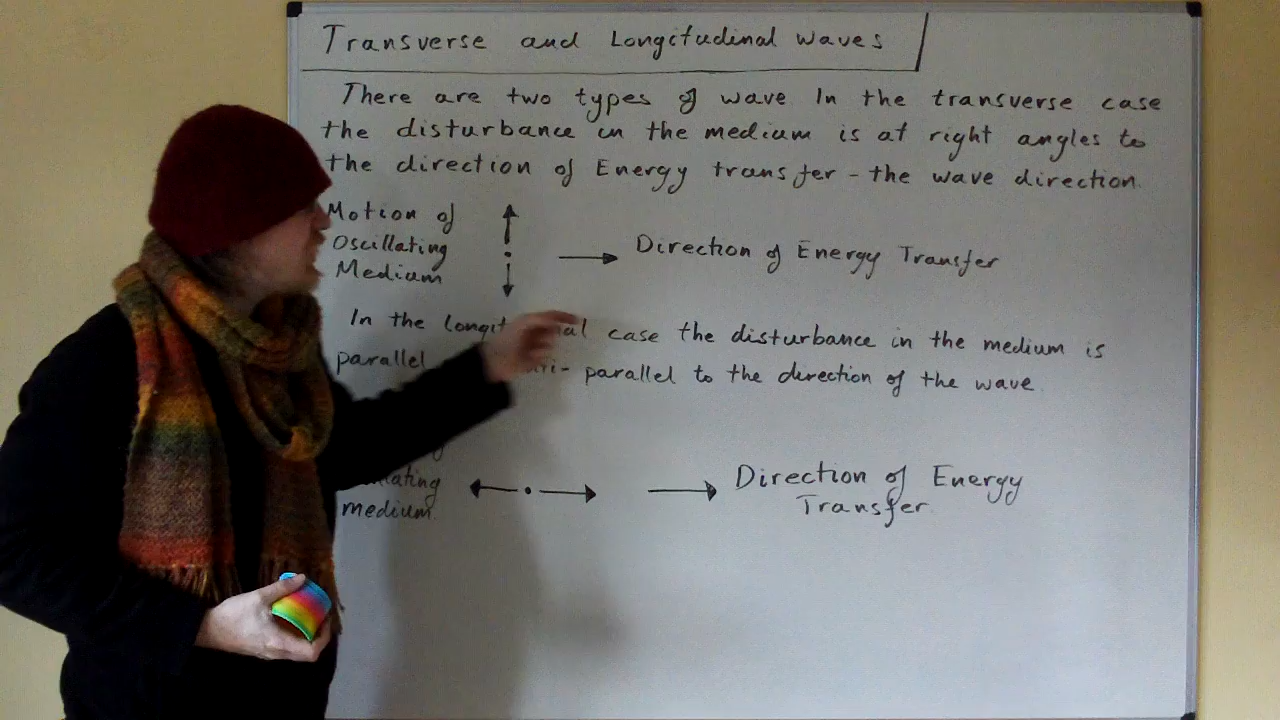 Transverse and Longitudinal Waves
There are two types of wave In the transverse case
the disturbance in the medium is at right angles to
the direction of Energy transfer - the wave direction.
Motion of
Oscillating
Medium
Direction of Energy Transfer
In the case the disturbance in the medium is
parallel - parallel to the direction of the wave.
medium.
Direction of Energy
Transfer.